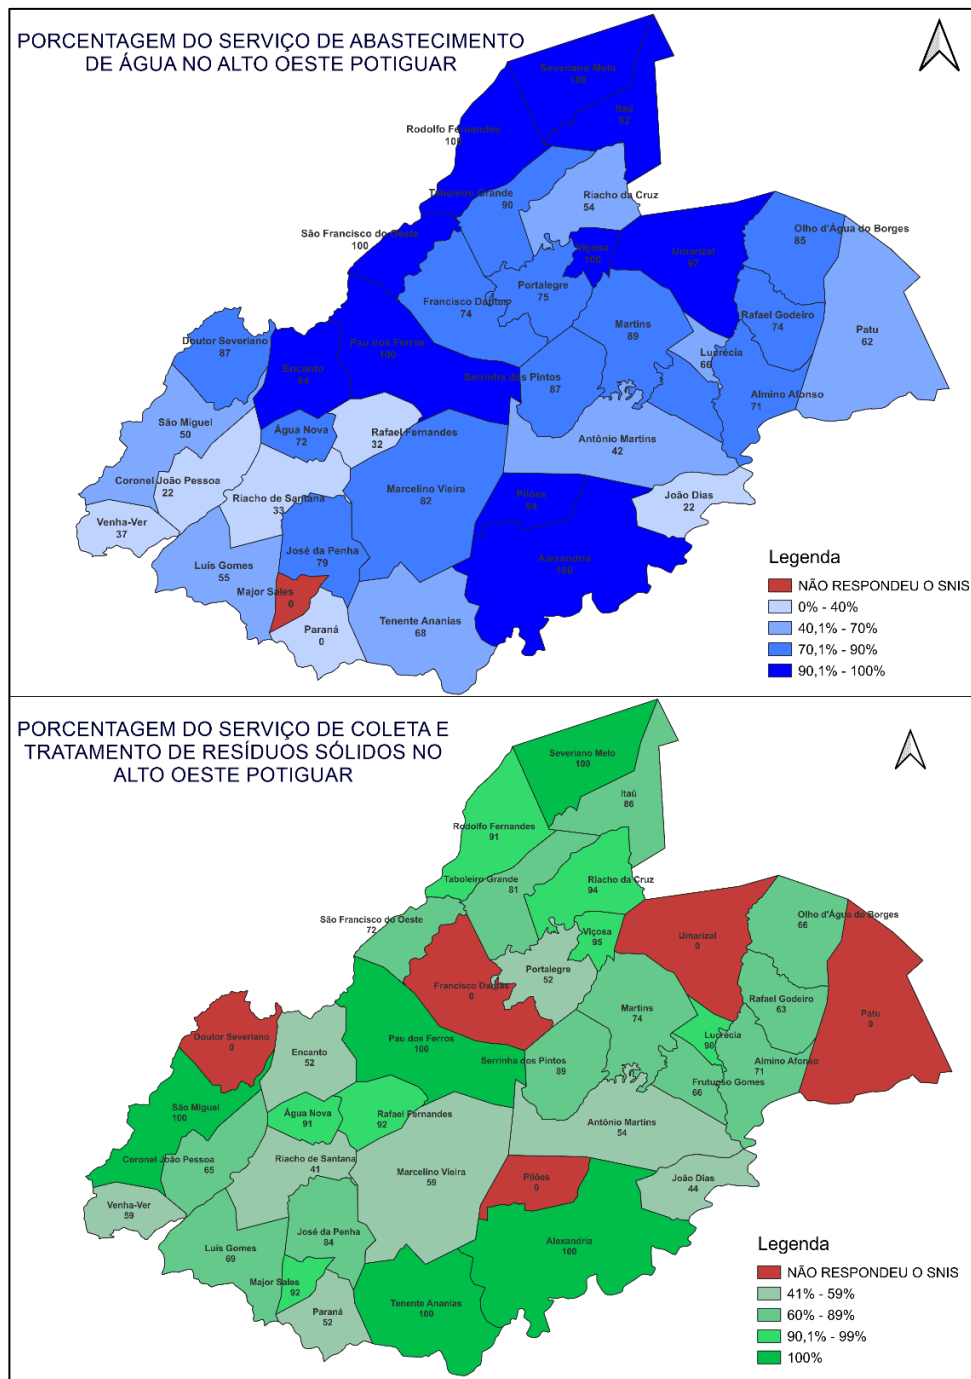 PORCENTAGEM DO SERVIÇO DE ABASTECIMENTO
DE ÁGUA NO ALTO OESTE POTIGUAR
Severiano Melo
100
Itaú
92
Rodolfo Fernandes
100
Taboleiro Grande
90
Riacho da Cruz
54
São Francisco do Oeste
100
Viçosa
100
Umarizal
97
Olho d'Água do Borges
85
Portalegre
75
Francisco Dantas
74
Rafael Godeiro
74
Martins
89
Patu
62
Doutor Severiano
87
Pau dos Ferros
100
Lucrécia
66
Encanto
94
Serrinha dos Pintos
87
Almino Afonso
71
São Miguel
50
Água Nova
72
Rafael Fernandes
32
Antônio Martins
42
Coronel João Pessoa
22
Riacho de Santana
33
Marcelino Vieira
82
Pilões
94
João Dias
22
Venha-Ver
37
José da Penha
79
Alexandria
100
Luís Gomes
55
Major Sales
0
Paraná
0
Tenente Ananias
68
Legenda
NÃO RESPONDEU O SNIS
0% - 40%
40,1% - 70%
70,1% - 90%
90,1% - 100%
PORCENTAGEM DO SERVIÇO DE COLETA E
TRATAMENTO DE RESÍDUOS SÓLIDOS NO
ALTO OESTE POTIGUAR
Severiano Melo
100
Itaú
86
Rodolfo Fernandes
91
Taboleiro Grande
81
Riacho da Cruz
94
São Francisco do Oeste
72
Viçosa
95
Umarizal
0
Olho d'Água do Borges
66
Portalegre
52
Francisco Dantas
0
Rafael Godeiro
63
Martins
74
Patu
0
Doutor Severiano
0
Pau dos Ferros
100
Lucrécia
98
Encanto
52
Serrinha dos Pintos
89
Almino Afonso
71
Frutuoso Gomes
66
São Miguel
100
Água Nova
91
Rafael Fernandes
92
Antônio Martins
54
Coronel João Pessoa
65
Riacho de Santana
41
Marcelino Vieira
59
Pilões
0
João Dias
44
Venha-Ver
59
José da Penha
84
Alexandria
100
Luís Gomes
69
Major Sales
92
Paraná
52
Tenente Ananias
100
Legenda
NÃO RESPONDEU O SNIS
41% - 59%
60% - 89%
90,1% - 99%
100%